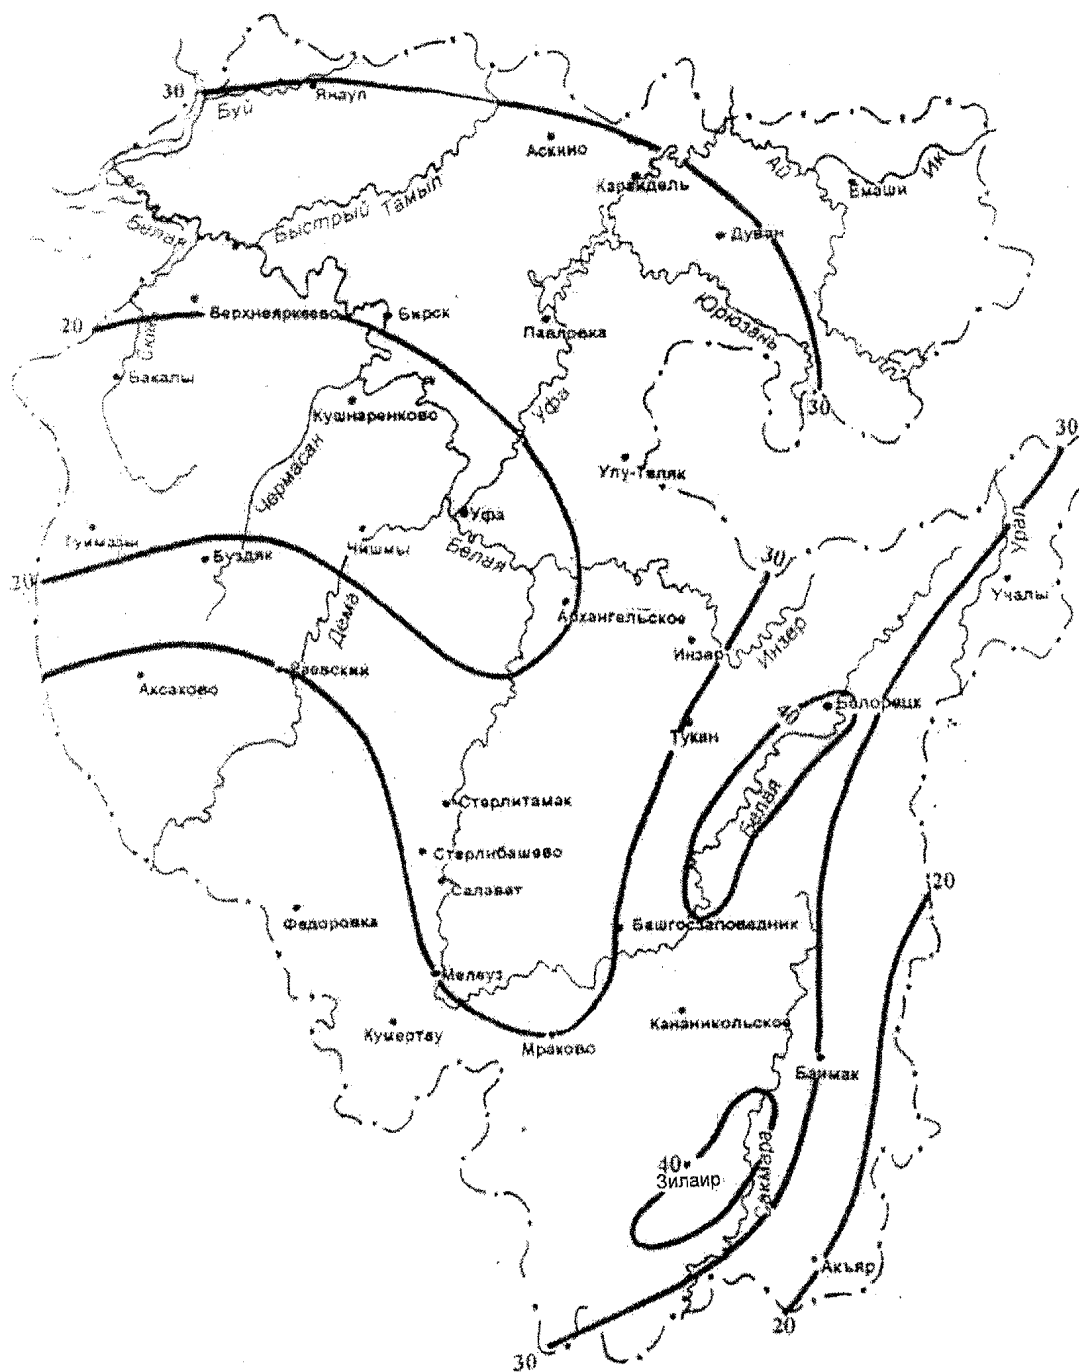 30
Буй
Янаул
Аскино
Караидель
Ай
Ик
Емаши
Белая
Быстрый Тамып
Дуван
20
Верхнеяркеево
Бирск
Павловка
Юрюзань
Бакалы
Кушнаренково
Уфа
30
30
Чермасан
Улу-Теляк
Уфа
Туймазы
Буздяк
Чишмы
Белая
Урал
20
30
Учалы
Дема
Архангельское
Инзер
Инзер
Аксаково
Раевский
40
Белорецк
Тукан
Стерлитамак
Белая
Стерлибашево
Салават
20
Федоровка
Башгосзаповедник
Мелеуз
Кумертау
Мраково
Кананикольское
Баймак
40
Зилаир
Сакмара
Акъяр
20
30